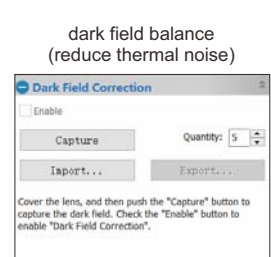 dark field balance
(reduce thermal noise)
Dark Field Correction
Enable
Capture
Quantity: 5
Import...
Export...
Cover the lens, and then push the "Capture" button to
capture the dark field. Check the "Enable" button to
enable "Dark Field Correction".